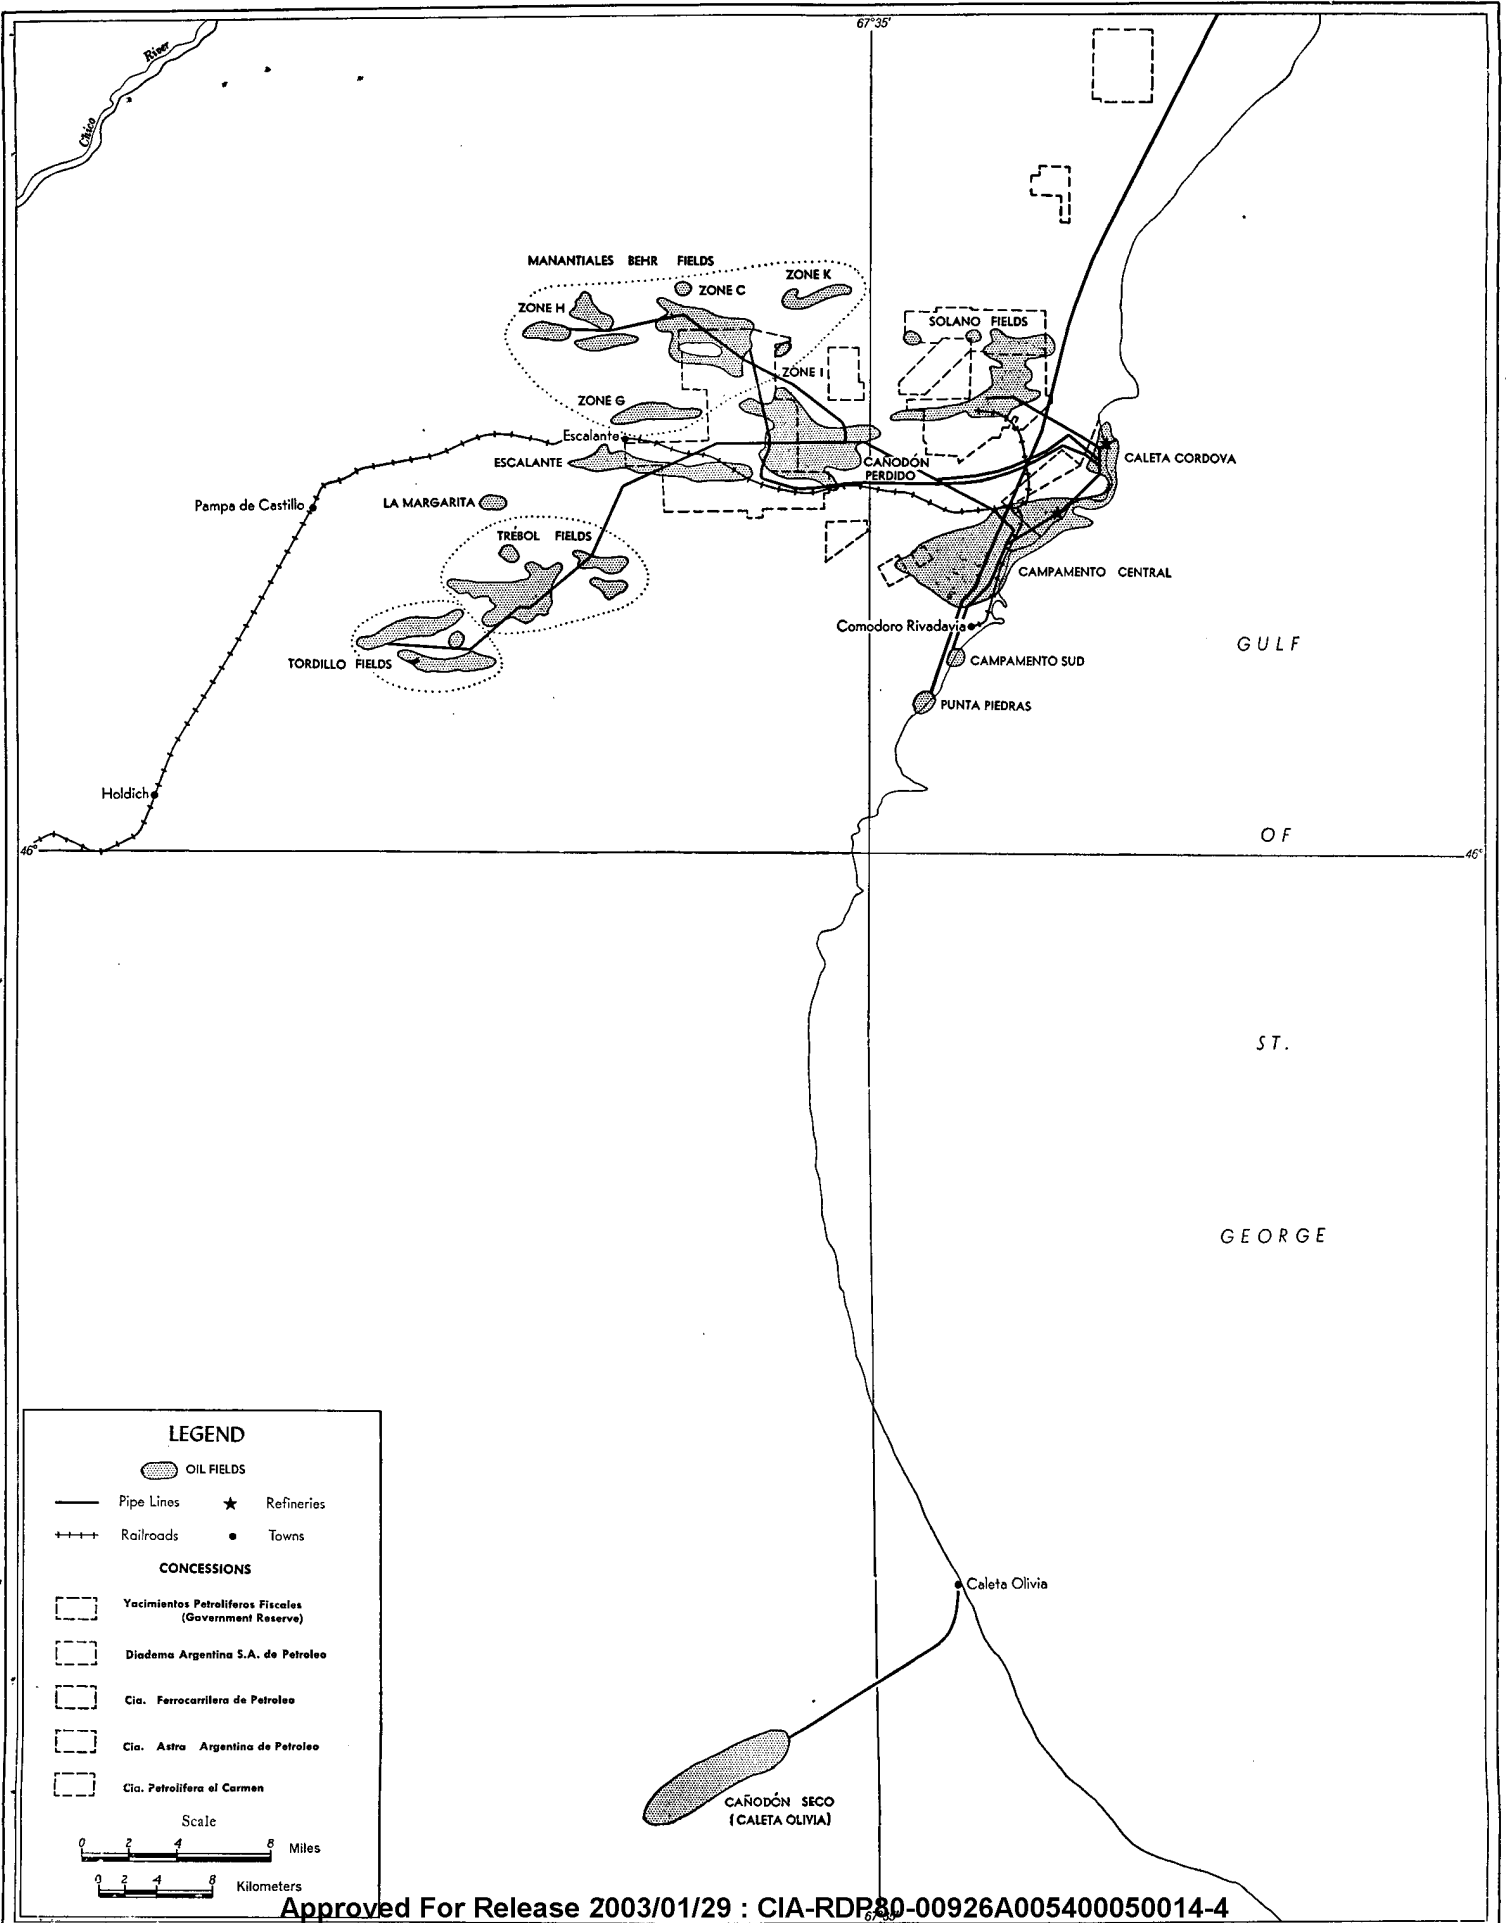 67°35'
River
Chico
MANANTIALES BEHR FIELDS
ZONE K
ZONE C
ZONE H
SOLANO FIELDS
ZONE I
ZONE G
Escalante
ESCALANTE
CAÑODÓN
PERDIDO
CALETA CORDOVA
LA MARGARITA
Pampa de Castillo
TRÉBOL FIELDS
CAMPAMENTO CENTRAL
Comodoro Rivadavia
GULF
TORDILLO FIELDS
CAMPAMENTO SUD
PUNTA PIEDRAS
Holdich
46°
OF
46°
ST.
GEORGE
LEGEND
OIL FIELDS
Pipe Lines
Refineries
Railroads
Towns
CONCESSIONS
Yacimientos Petroliferos Fiscales
(Government Reserve)
Diadema Argentina S.A. de Petroleo
Cia. Ferrocarrilera de Petroleo
Cia. Astra Argentina de Petroleo
Cia. Petrolifera el Carmen
Scale
0 2 4 8 Miles
0 2 4 8 Kilometers
Caleta Olivia
CAÑODÓN SECO
(CALETA OLIVIA)
Approved For Release 2003/01/29 : CIA-RDP80-00926A005400050014-4